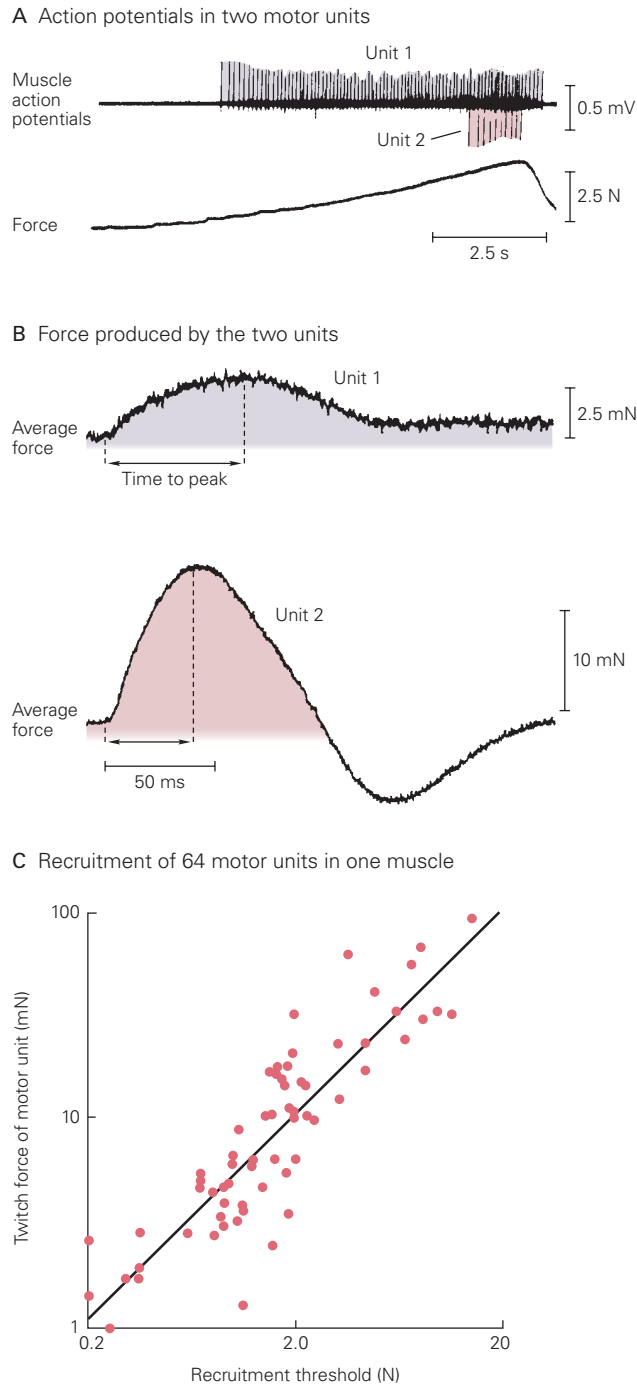 A Action potentials in two motor units
Unit 1
Muscle
action
potentials
0.5 mV
Unit 2
Force
2.5 N
2.5 s
B Force produced by the two units
Unit 1
Average
force
2.5 mN
Time to peak
Unit 2
10 mN
Average
force
50 ms
C Recruitment of 64 motor units in one muscle
100
10
1
Twitch force of motor unit (mN)
0.2
2.0
20
Recruitment threshold (N)